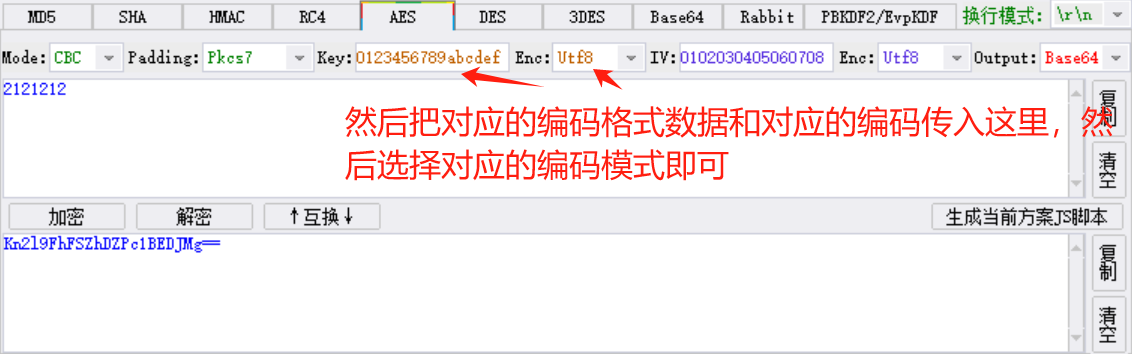 MD5 SHA HMAC RC4 AES DES 3DES Base64 Rabbit PBKDF2/EvpKDF 换行模式: \r\n
Mode: CBC Padding: Pkcs7 Key: 0123456789abcdef Enc: Utf8 IV: 0102030405060708 Enc: Utf8 Output: Base64
2121212
复制
然后把对应的编码格式数据和对应的编码传入这里，然
后选择对应的编码模式即可
清空
加密 解密 ↑互换↓ 生成当前方案JS脚本
Kn2l9FhFSZhDZPc1BEDJMg==
复制
清空